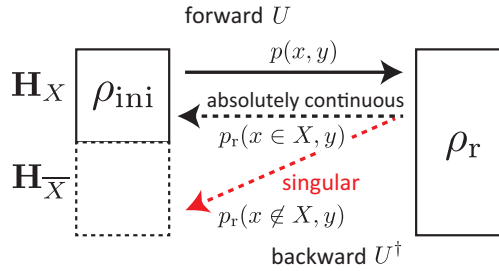 forward U
p(x, y)
H_X
ρ_ini
absolutely continuous
p_r(x ∈ X, y)
ρ_r
H_X̅
singular
p_r(x ∉ X, y)
backward U†